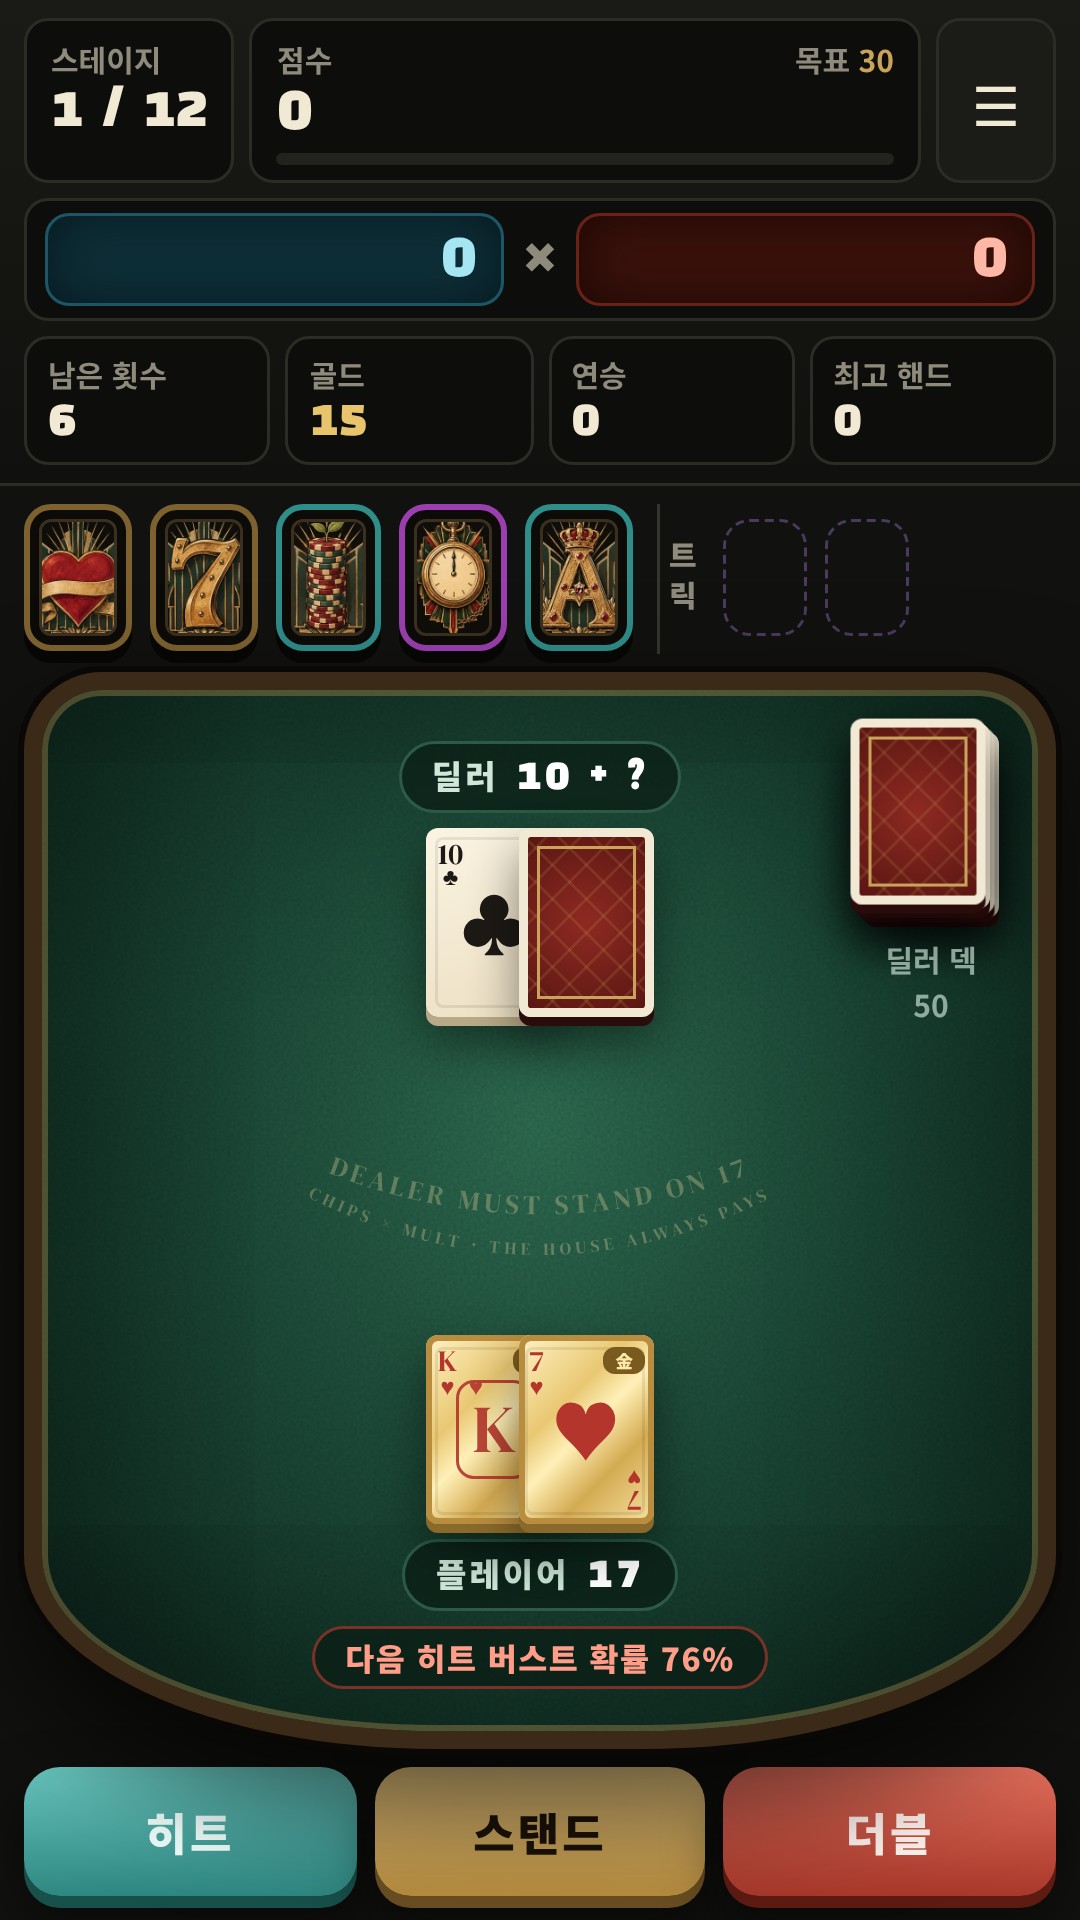 스테이지
1 / 12
점수
목표 30
0
☰
0 ✖ 0
남은 횟수
6
골드
15
연승
0
최고 핸드
0
7
A
트릭
딜러 10 + ?
10
♣
딜러 덱
50
DEALER MUST STAND ON 17
CHIPS × MULT · THE HOUSE ALWAYS PAYS
K
K
7
金
7
플레이어 17
다음 히트 버스트 확률 76%
히트
스탠드
더블